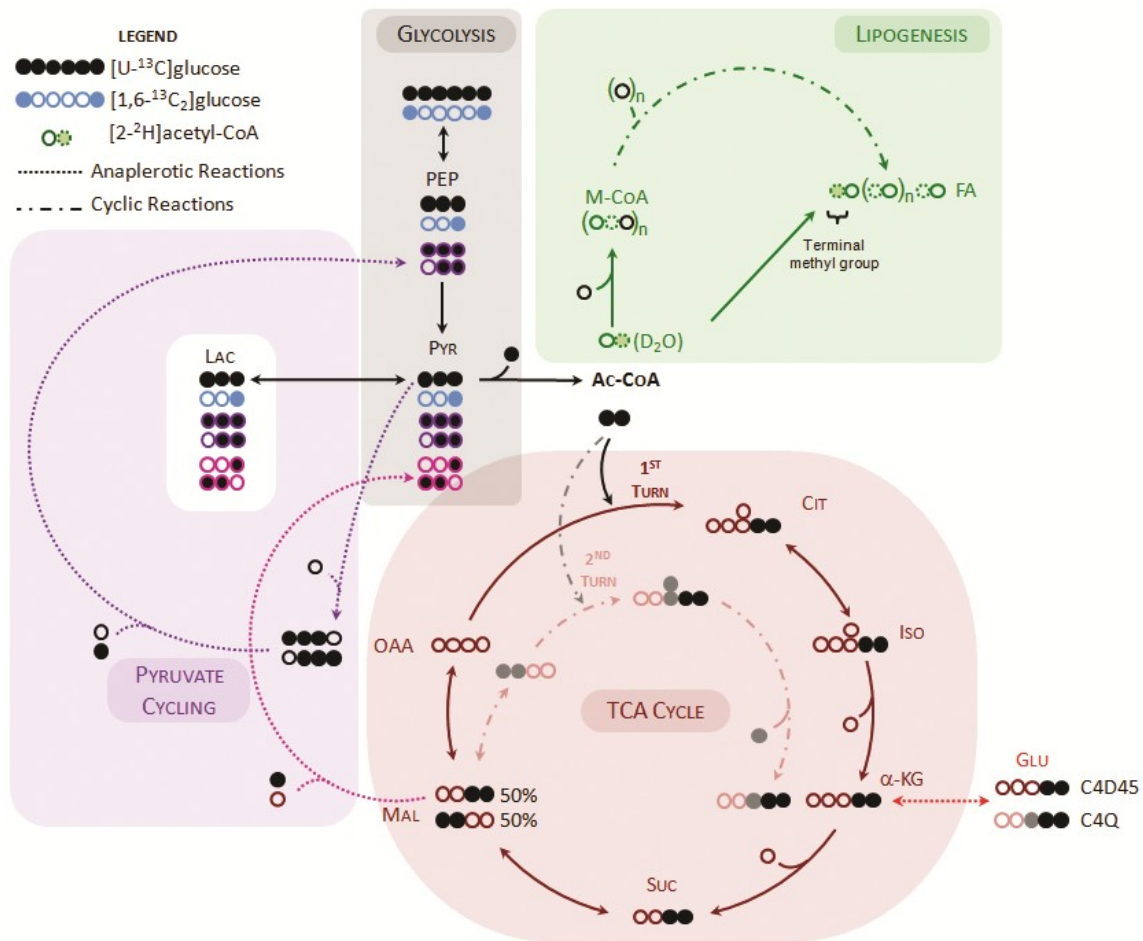 LEGEND
[U-¹³C]glucose
[1,6-¹³C₂]glucose
[2-²H]acetyl-CoA
Anaplerotic Reactions
Cyclic Reactions
GLYCOLYSIS
PEP
PYR
LAC
LIPOGENESIS
( )n
M-COA
( )n
( )n FA
Terminal
methyl group
(D₂O)
AC-COA
1ST
TURN
CIT
2ND
TURN
OAA
ISO
PYRUVATE
CYCLING
TCA CYCLE
α-KG
GLU
C4D45
C4Q
MAL
50%
50%
SUC